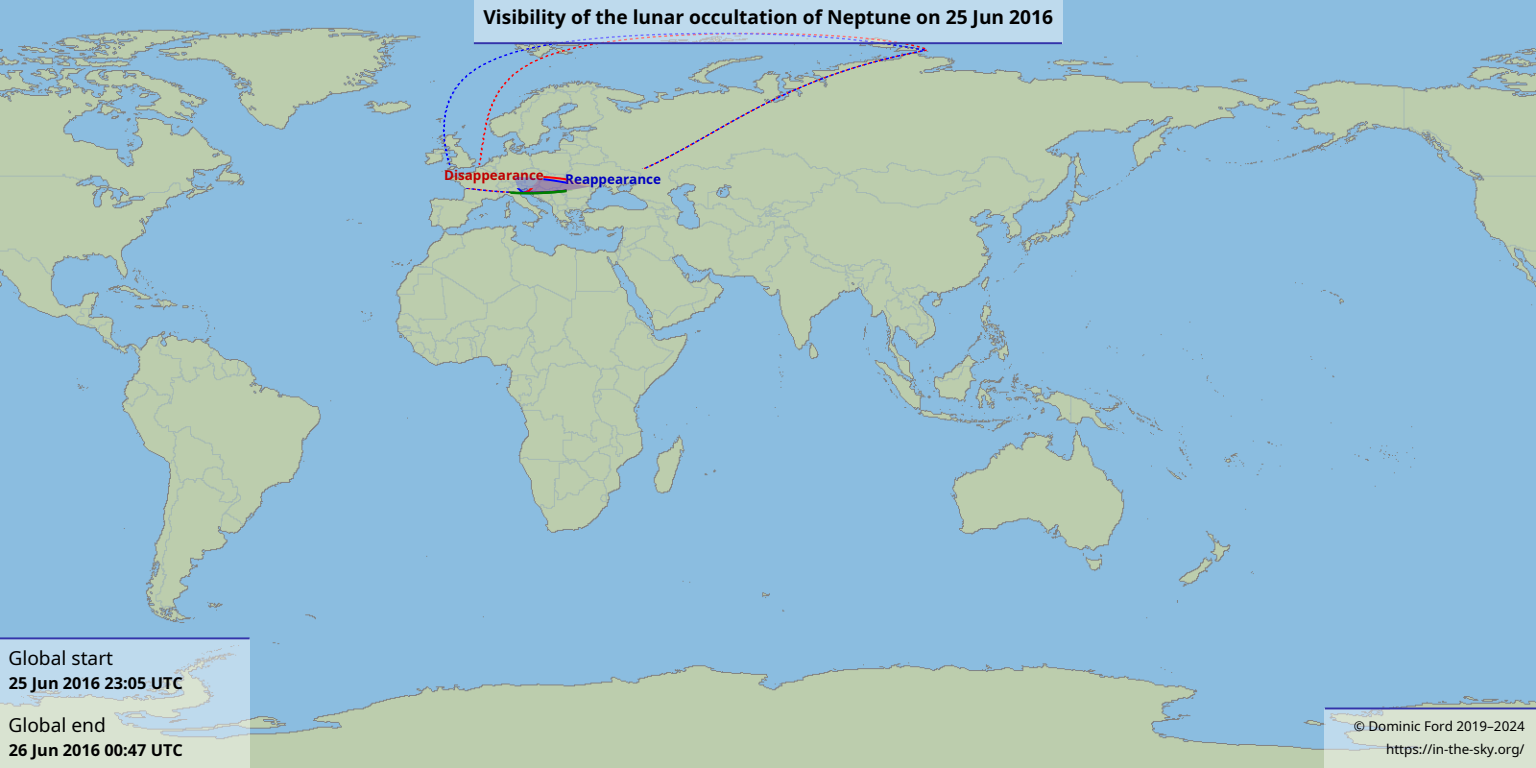 Visibility of the lunar occultation of Neptune on 25 Jun 2016
Disappearance
Reappearance
Global start
25 Jun 2016 23:05 UTC
Global end
26 Jun 2016 00:47 UTC
© Dominic Ford 2019–2024
https://in-the-sky.org/